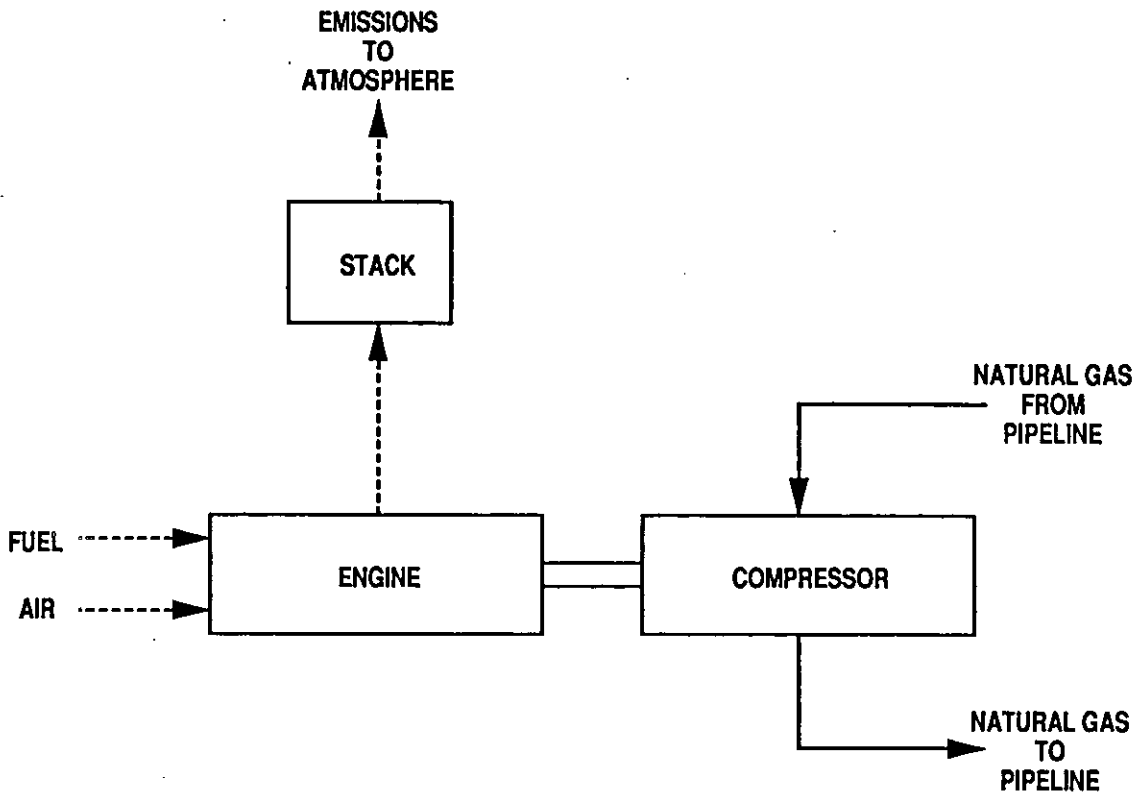 EMISSIONS
TO
ATMOSPHERE
STACK
NATURAL GAS
FROM
PIPELINE
FUEL
ENGINE
COMPRESSOR
AIR
NATURAL GAS
TO
PIPELINE